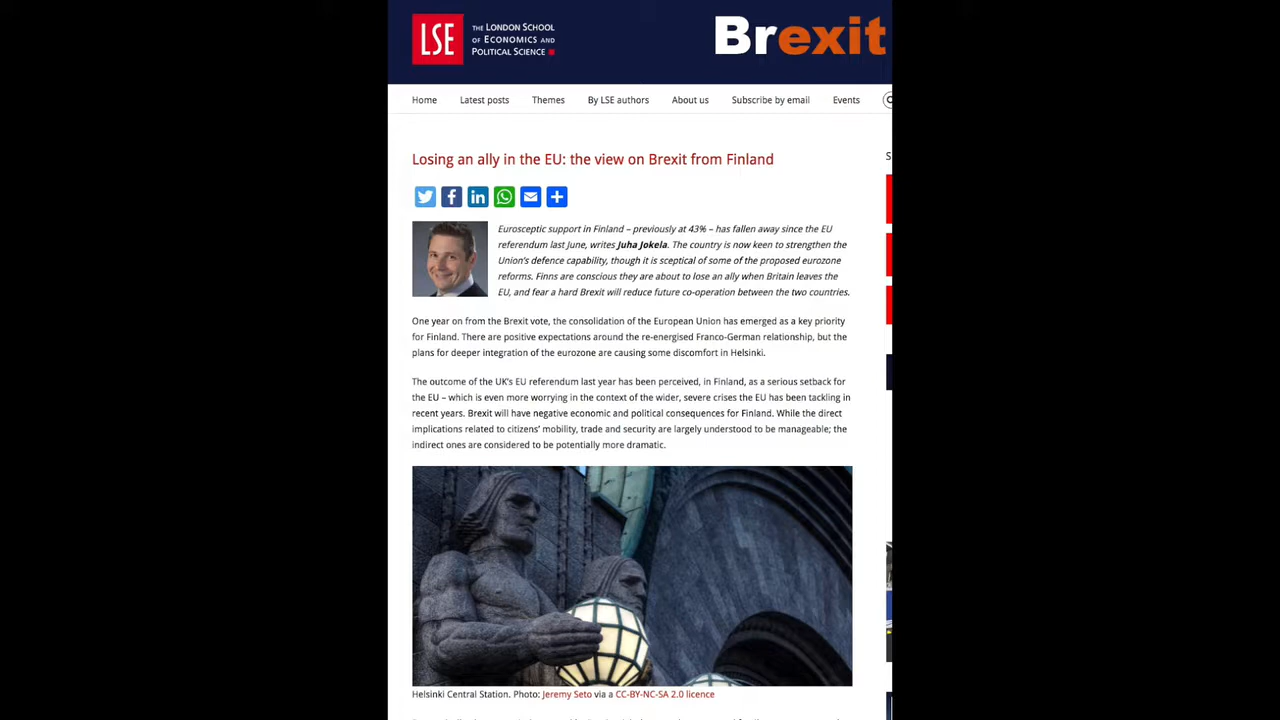 LSE
THE LONDON SCHOOL
OF ECONOMICS AND
POLITICAL SCIENCE
Brexit
Home Latest posts Themes By LSE authors About us Subscribe by email Events
Losing an ally in the EU: the view on Brexit from Finland
Eurosceptic support in Finland – previously at 43% – has fallen away since the EU
referendum last June, writes Juha Jokela. The country is now keen to strengthen the
Union's defence capability, though it is sceptical of some of the proposed eurozone
reforms. Finns are conscious they are about to lose an ally when Britain leaves the
EU, and fear a hard Brexit will reduce future co-operation between the two countries.
One year on from the Brexit vote, the consolidation of the European Union has emerged as a key priority
for Finland. There are positive expectations around the re-energised Franco-German relationship, but the
plans for deeper integration of the eurozone are causing some discomfort in Helsinki.
The outcome of the UK's EU referendum last year has been perceived, in Finland, as a serious setback for
the EU – which is even more worrying in the context of the wider, severe crises the EU has been tackling in
recent years. Brexit will have negative economic and political consequences for Finland. While the direct
implications related to citizens' mobility, trade and security are largely understood to be manageable; the
indirect ones are considered to be potentially more dramatic.
Helsinki Central Station. Photo: Jeremy Seto via a CC-BY-NC-SA 2.0 licence